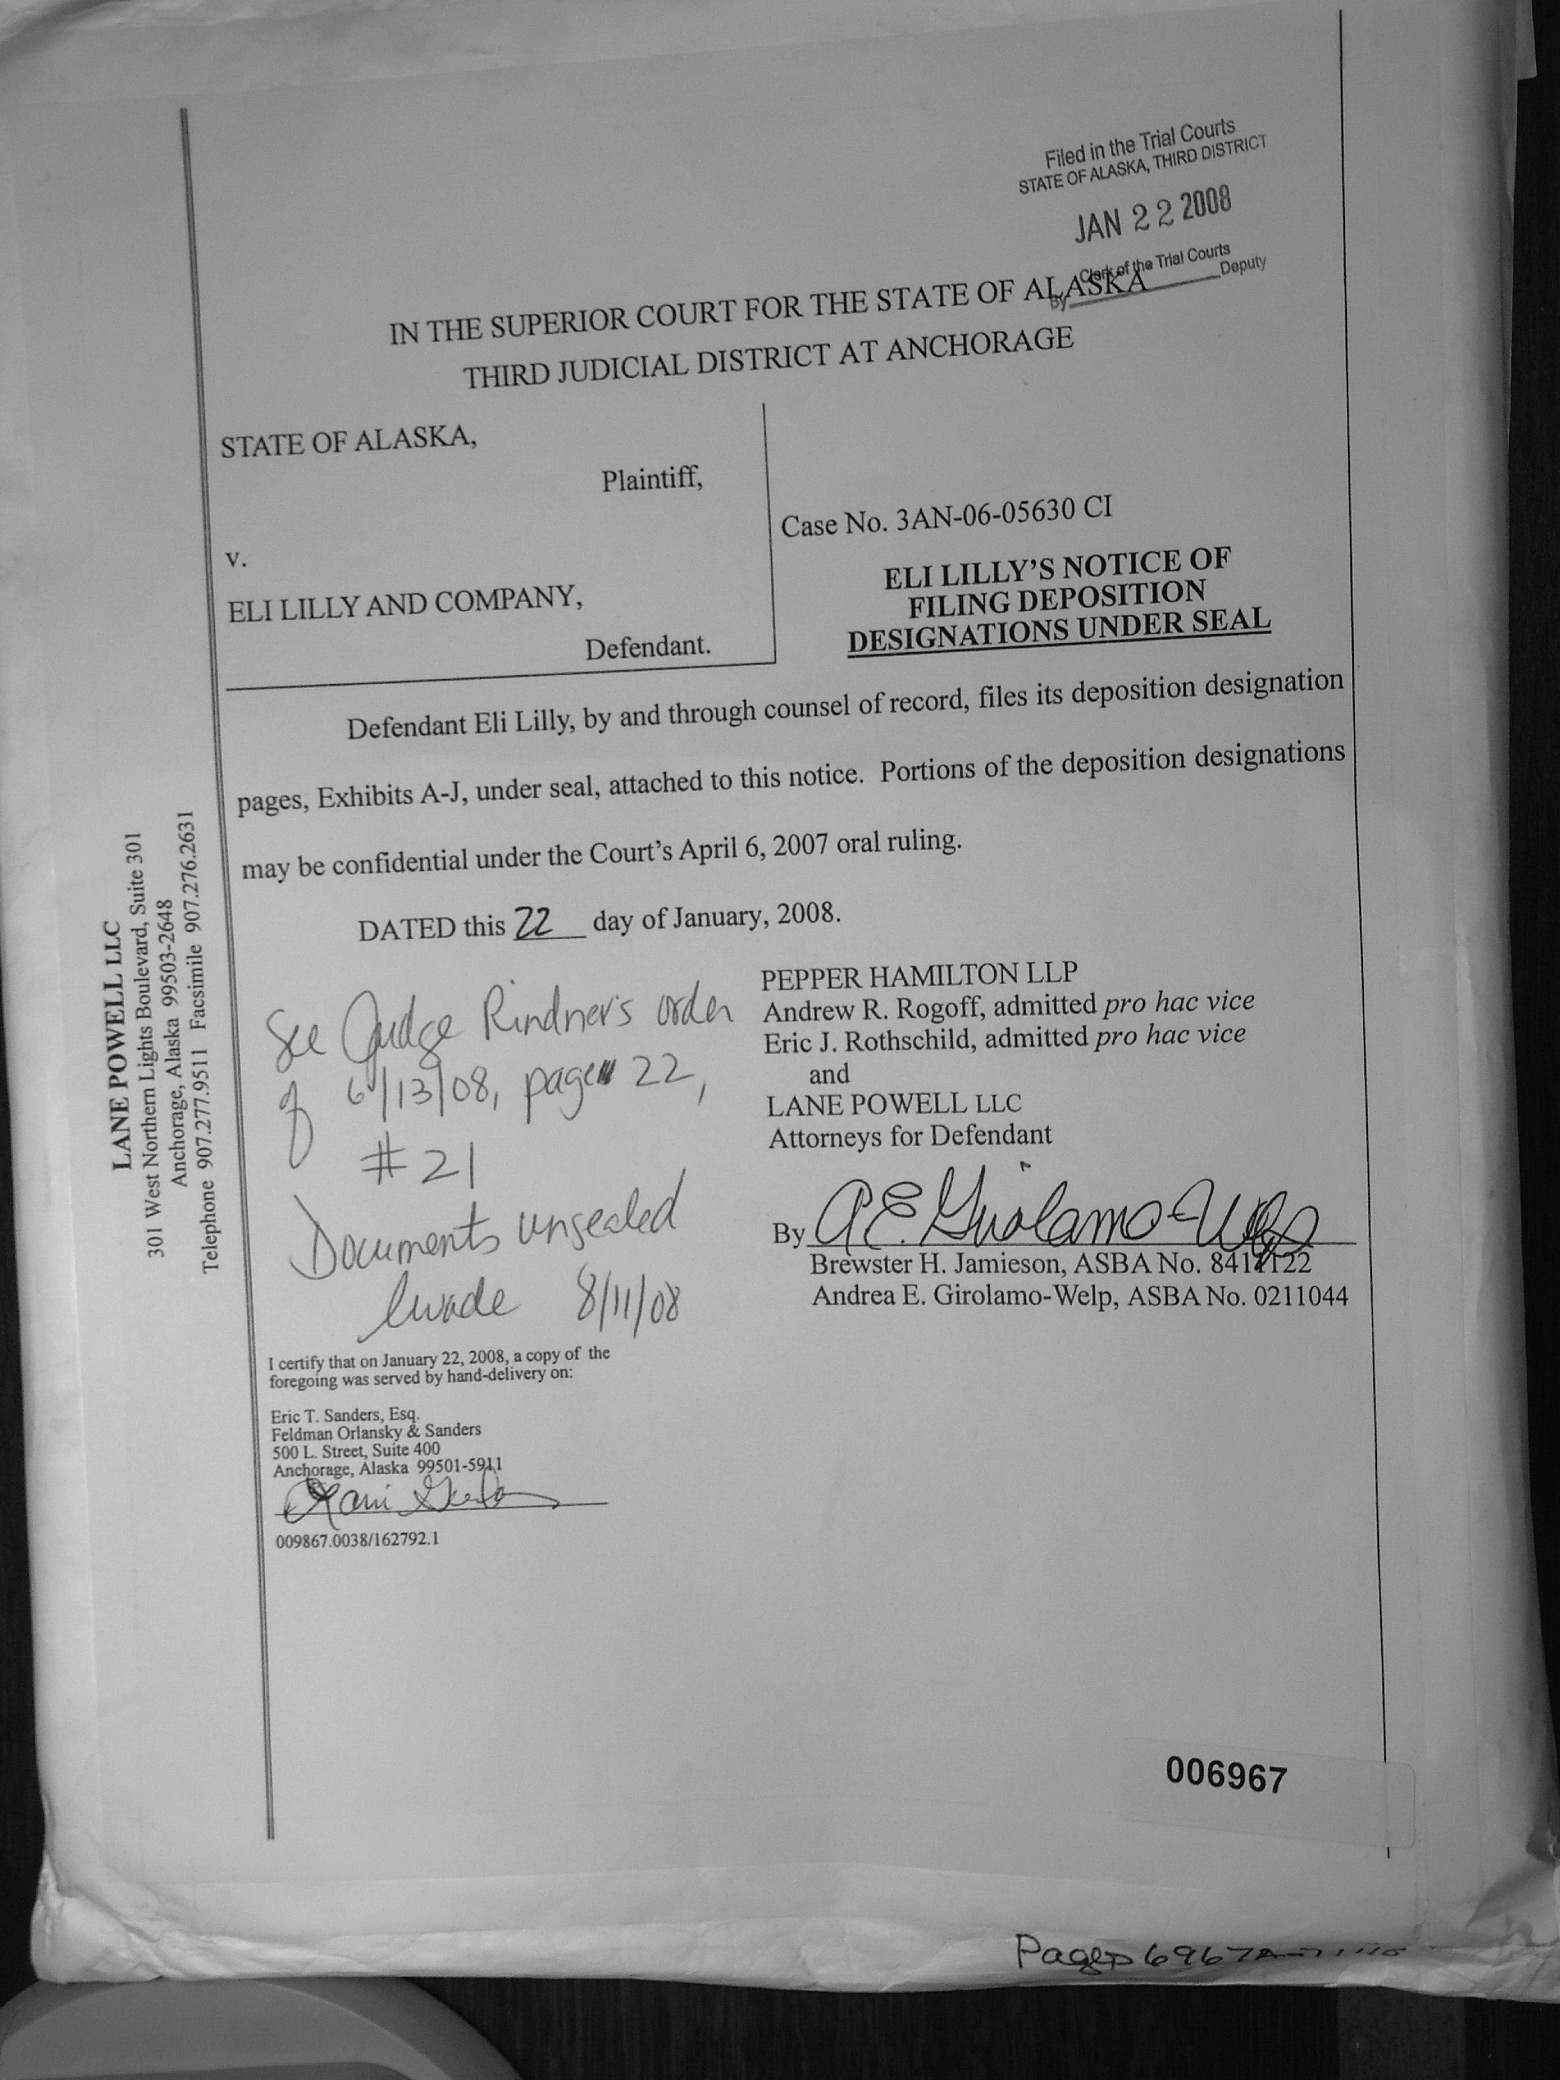 Filed in the Trial Courts
STATE OF ALASKA, THIRD DISTRICT
JAN 22 2008
Clerk of the Trial Courts
By Deputy
IN THE SUPERIOR COURT FOR THE STATE OF ALASKA
THIRD JUDICIAL DISTRICT AT ANCHORAGE
STATE OF ALASKA,
Plaintiff,
v.
ELI LILLY AND COMPANY,
Defendant.
Case No. 3AN-06-05630 CI
ELI LILLY'S NOTICE OF
FILING DEPOSITION
DESIGNATIONS UNDER SEAL
Defendant Eli Lilly, by and through counsel of record, files its deposition designation
pages, Exhibits A-J, under seal, attached to this notice. Portions of the deposition designations
may be confidential under the Court's April 6, 2007 oral ruling.
DATED this 22 day of January, 2008.
PEPPER HAMILTON LLP
Andrew R. Rogoff, admitted pro hac vice
Eric J. Rothschild, admitted pro hac vice
and
LANE POWELL LLC
Attorneys for Defendant
By A E Girolamo-Welp
Brewster H. Jamieson, ASBA No. 8411122
Andrea E. Girolamo-Welp, ASBA No. 0211044
See Judge Rindner's order
of 6/13/08, page 22,
#21
Documents unsealed
8/11/08
I certify that on January 22, 2008, a copy of the
foregoing was served by hand-delivery on:
Eric T. Sanders, Esq.
Feldman Orlansky & Sanders
500 L. Street, Suite 400
Anchorage, Alaska 99501-5911
009867.0038/162792.1
LANE POWELL LLC
301 West Northern Lights Boulevard, Suite 301
Anchorage, Alaska 99503-2648
Telephone 907.277.9511 Facsimile 907.276.2631
006967
Pages 6967A-